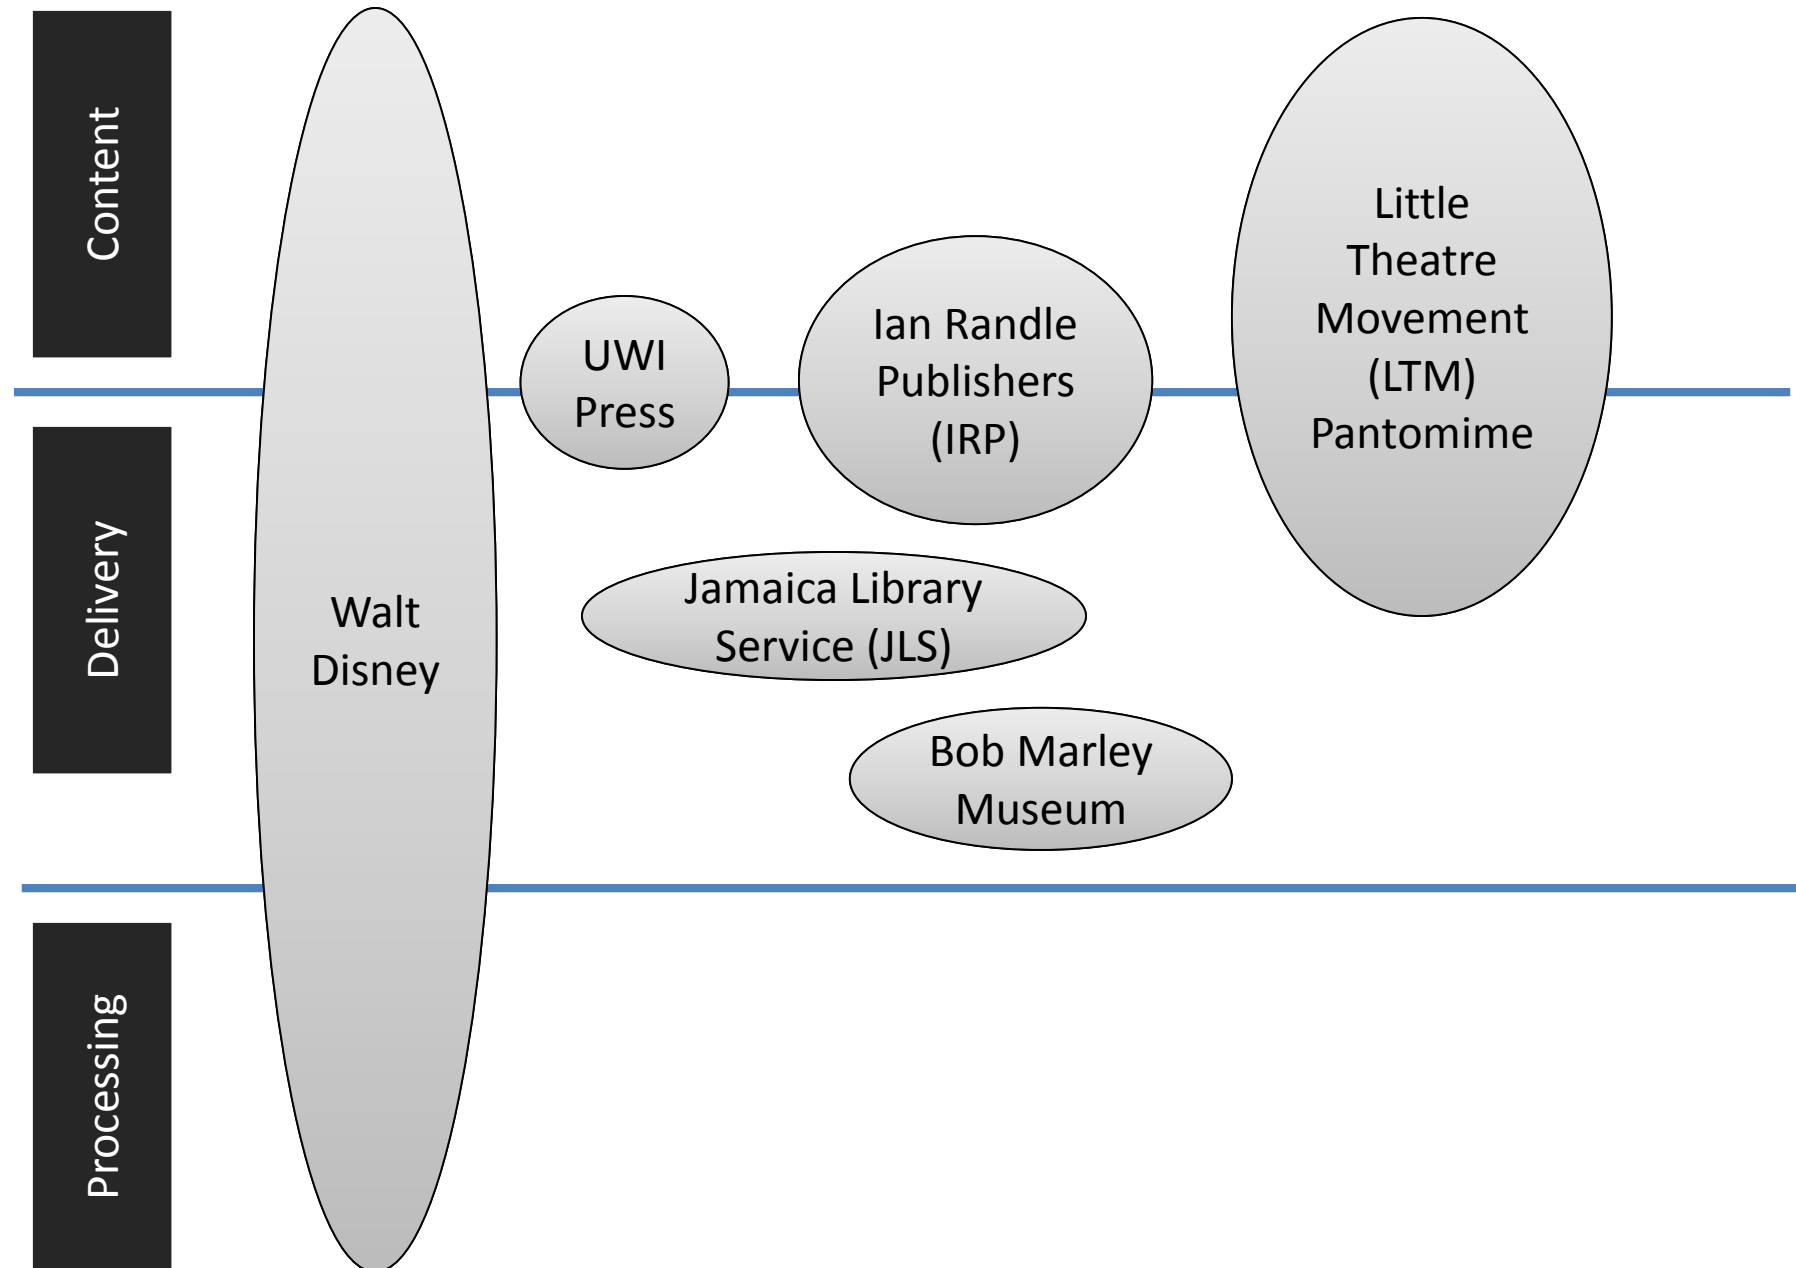 Content
Delivery
Processing
Walt
Disney
UWI
Press
Ian Randle
Publishers
(IRP)
Little
Theatre
Movement
(LTM)
Pantomime
Jamaica Library
Service (JLS)
Bob Marley
Museum